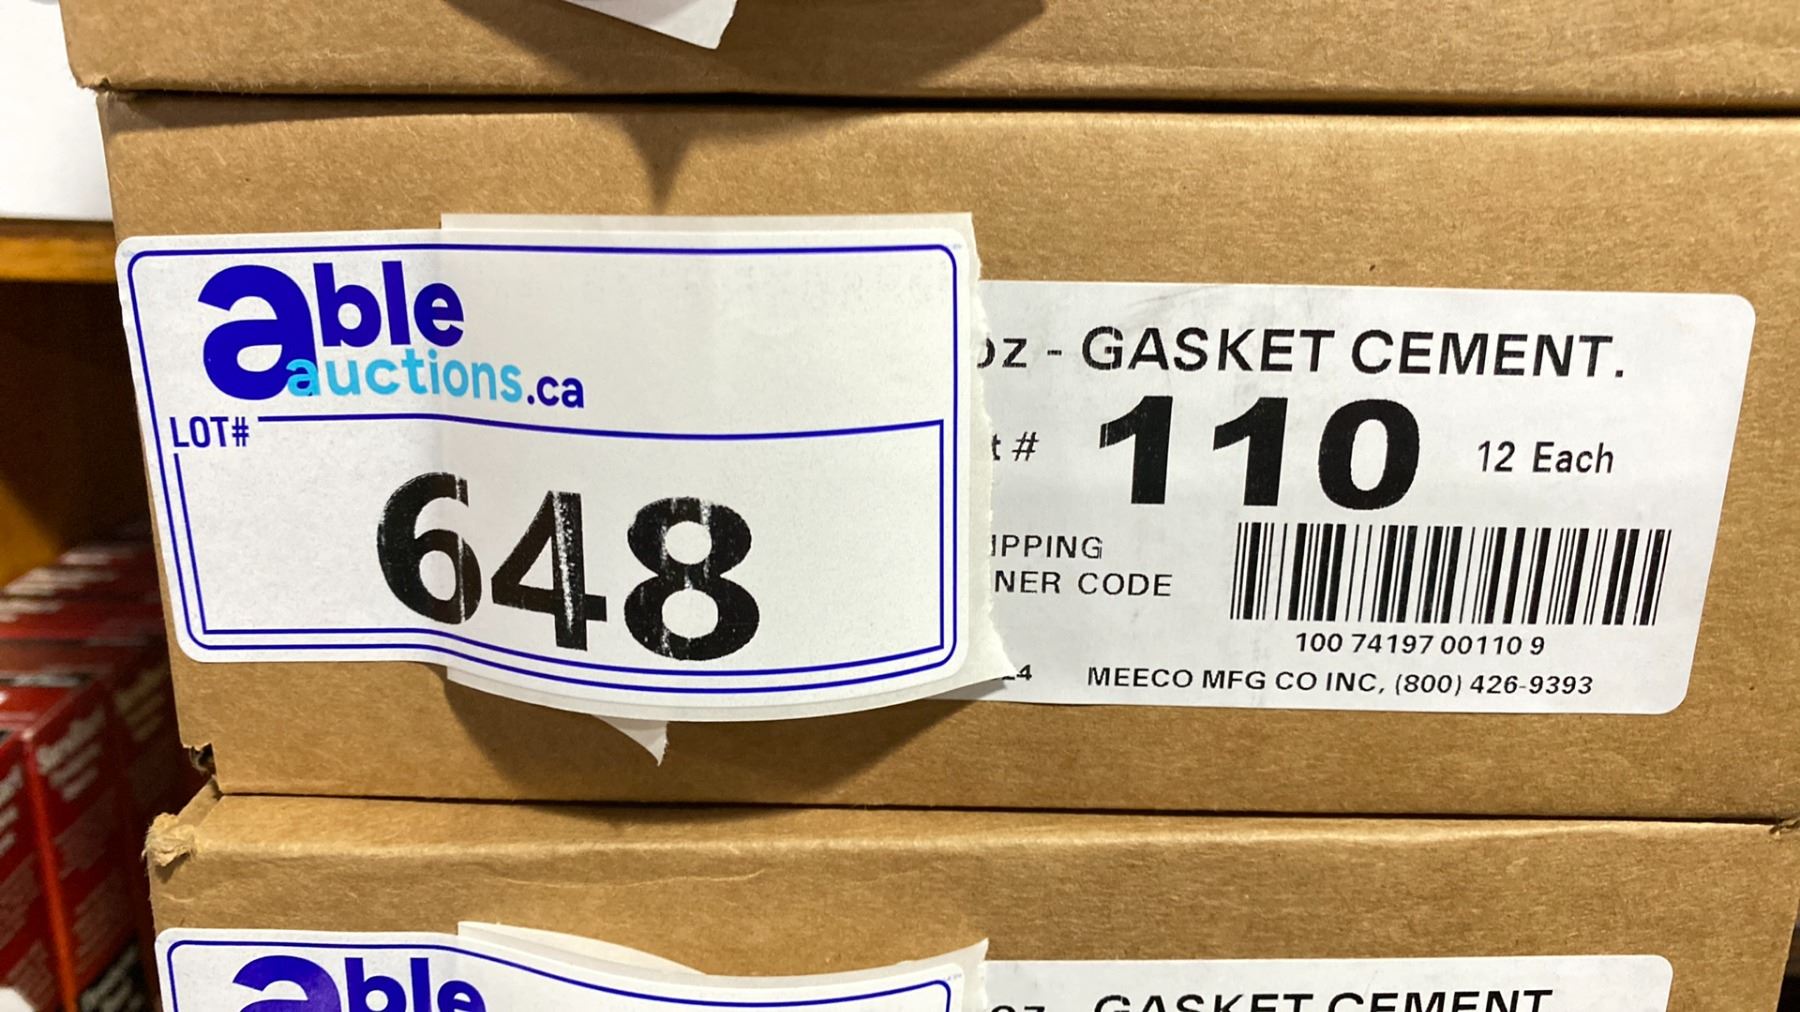 able
auctions.ca
LOT#
648
oz - GASKET CEMENT.
t # 110 12 Each
IPPING
NER CODE
100 74197 00110 9
MEECO MFG CO INC, (800) 426-9393
able
oz - GASKET CEMENT